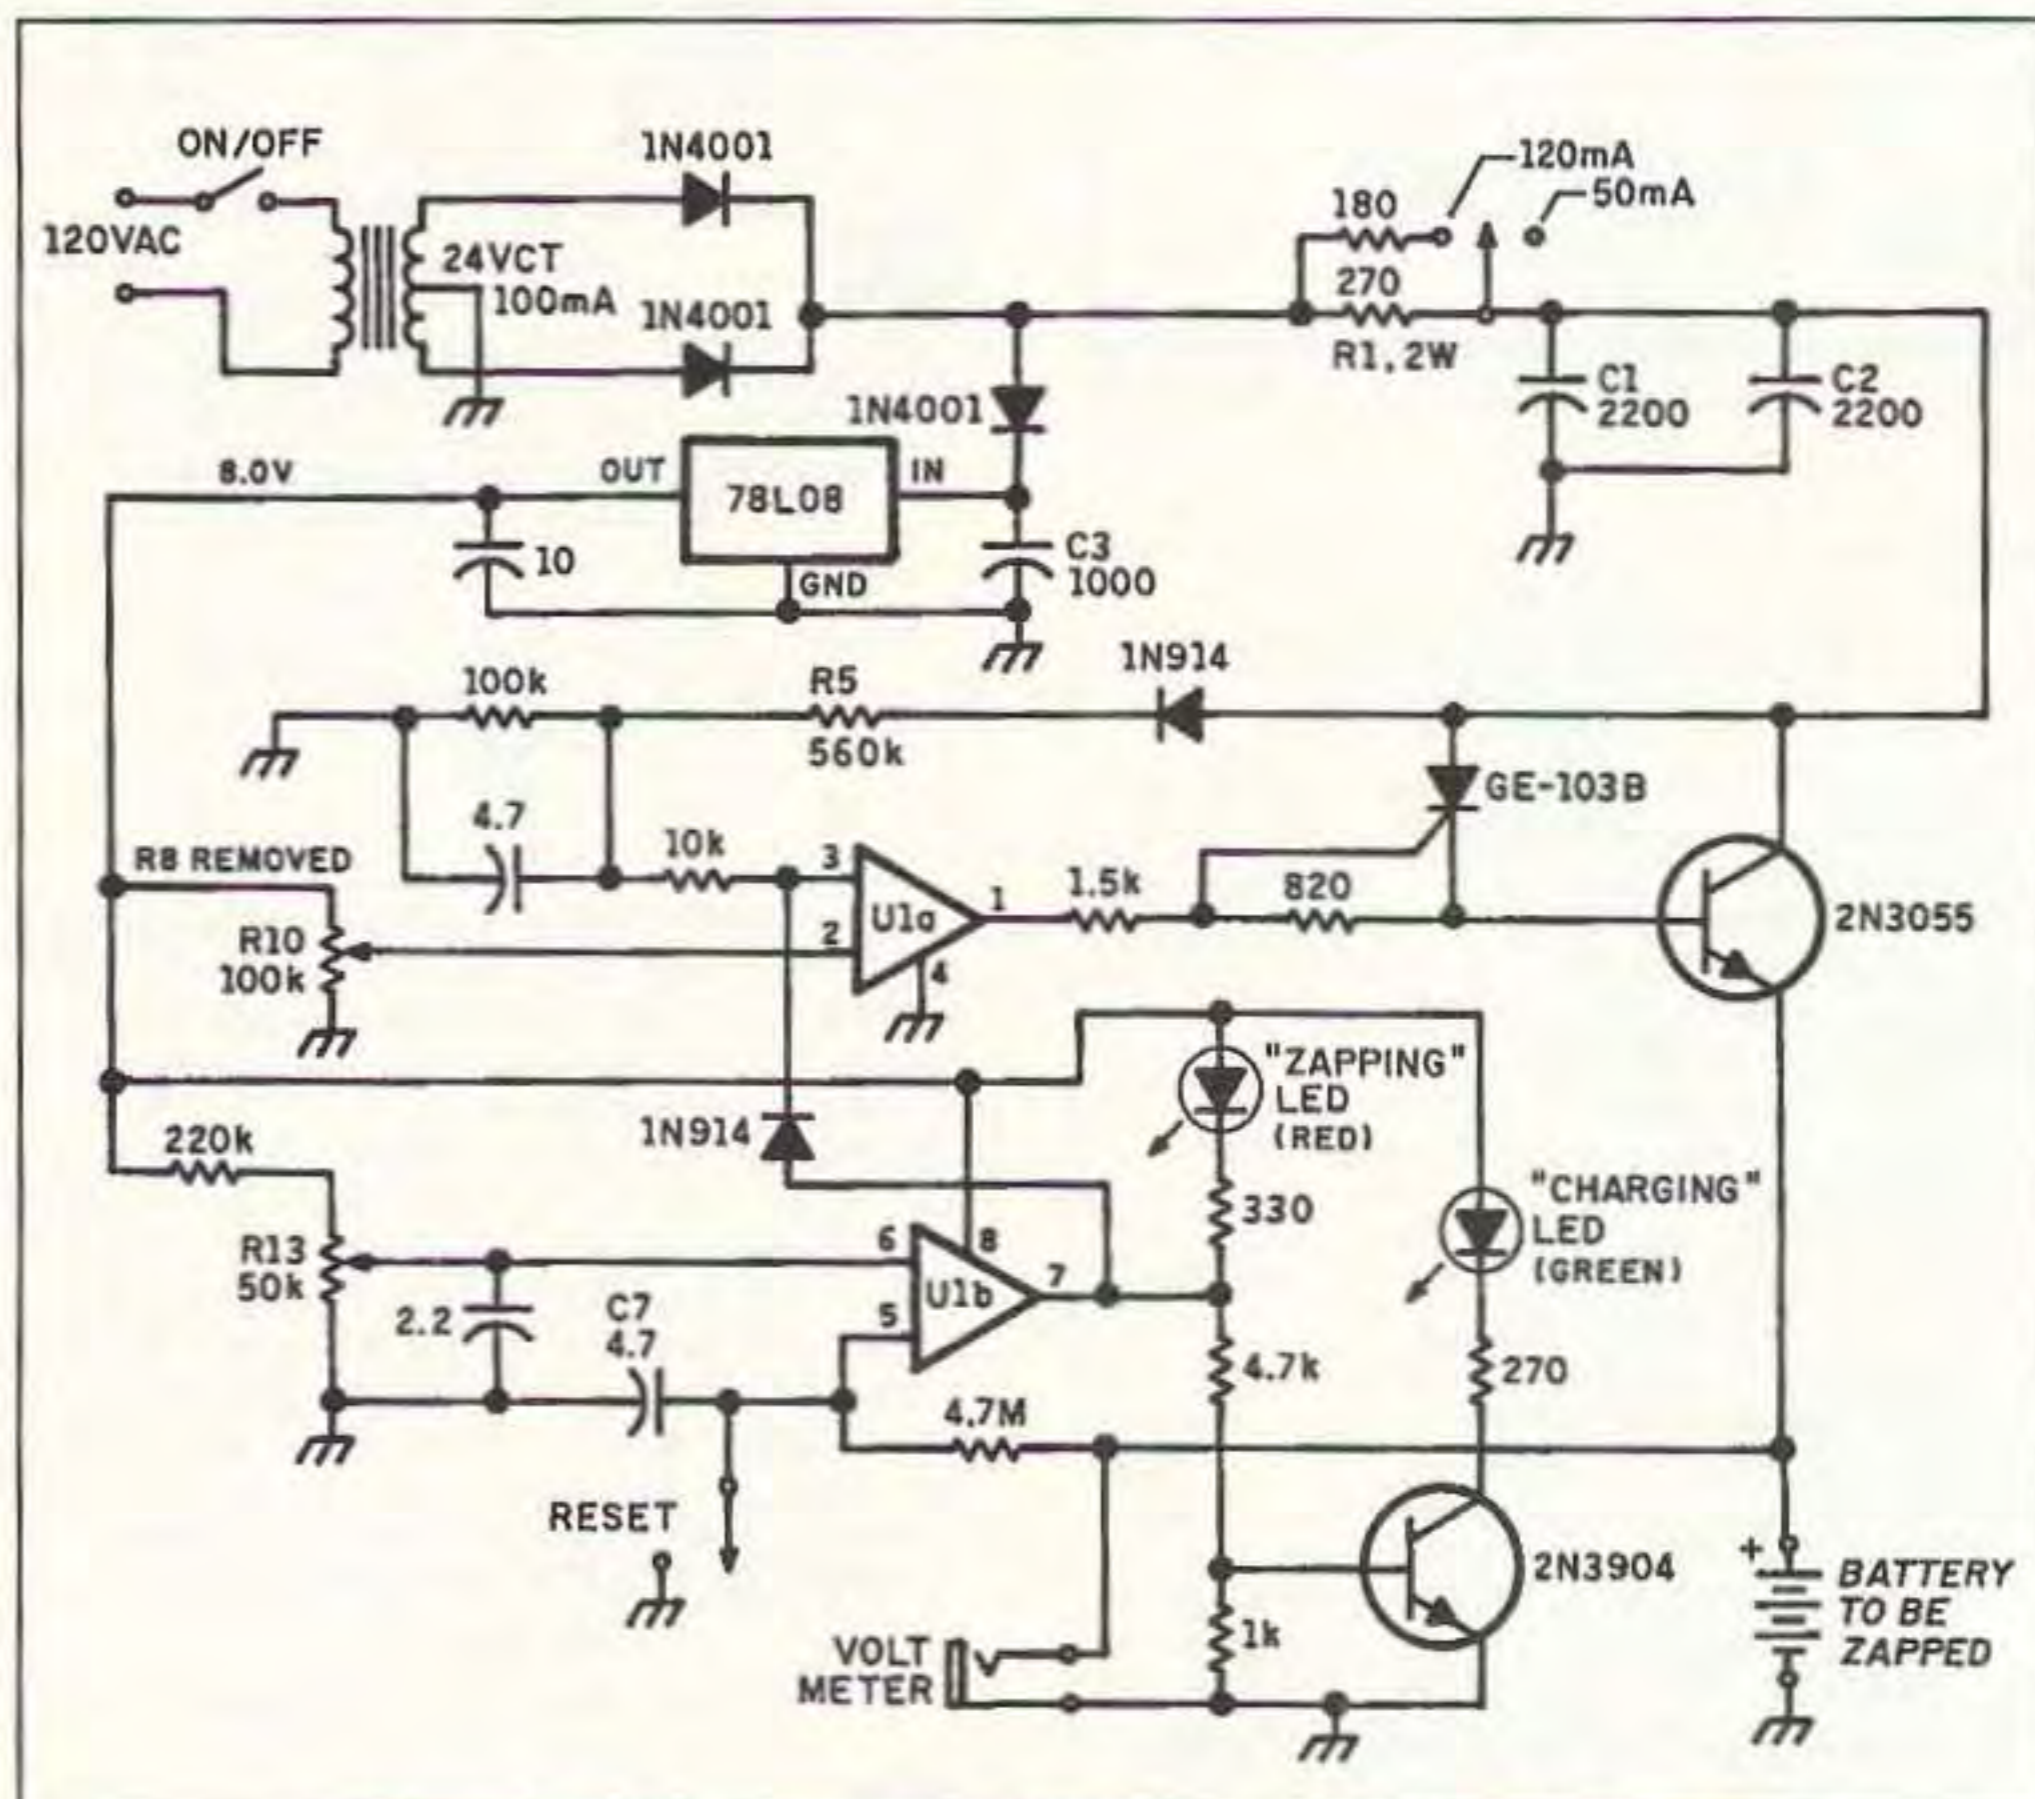 ON/OFF
120VAC
24VCT
100mA
1N4001
1N4001
180
120mA
50mA
270
R1, 2W
C1
2200
C2
2200
1N4001
8.0V
OUT
78L08
IN
GND
10
C3
1000
100k
R5
560k
1N914
GE-103B
4.7
R8 REMOVED
10k
3
2
U1a
1
4
1.5k
820
2N3055
R10
100k
"ZAPPING"
LED
(RED)
220k
1N914
330
"CHARGING"
LED
(GREEN)
R13
50k
6
8
U1b
7
5
2.2
C7
4.7
4.7k
270
4.7M
RESET
2N3904
1k
VOLT
METER
+
BATTERY
TO BE
ZAPPED